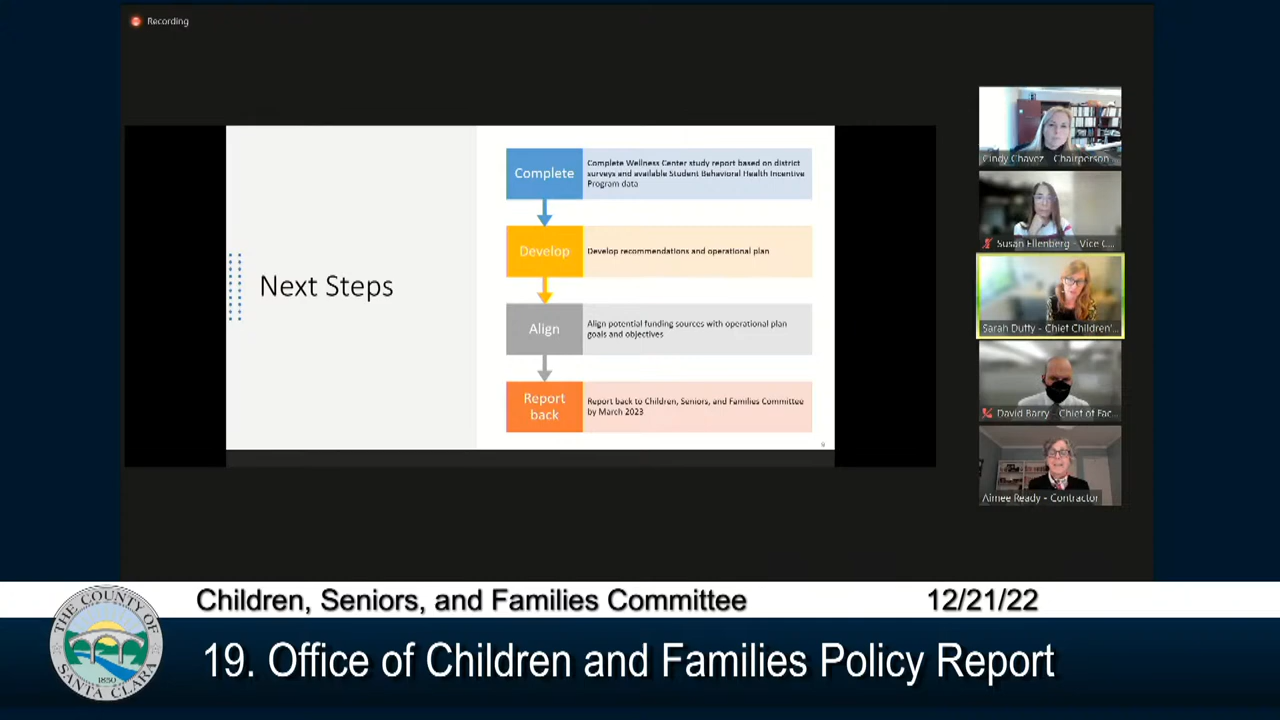 Recording
Next Steps
Complete
Complete Wellness Center study report based on district
surveys and available Student Behavioral Health Incentive
Program data
Develop
Develop recommendations and operational plan
Align
Align potential funding sources with operational plan
goals and objectives
Report
back
Report back to Children, Seniors, and Families Committee
by March 2023
9
Cindy Chavez - Chairperson
Susan Ellenberg - Vice C...
Sarah Duffy - Chief Children'...
David Barry - Chief of Fac...
Aimee Ready - Contractor
Children, Seniors, and Families Committee
12/21/22
19. Office of Children and Families Policy Report
THE COUNTY OF
SANTA CLARA
1850